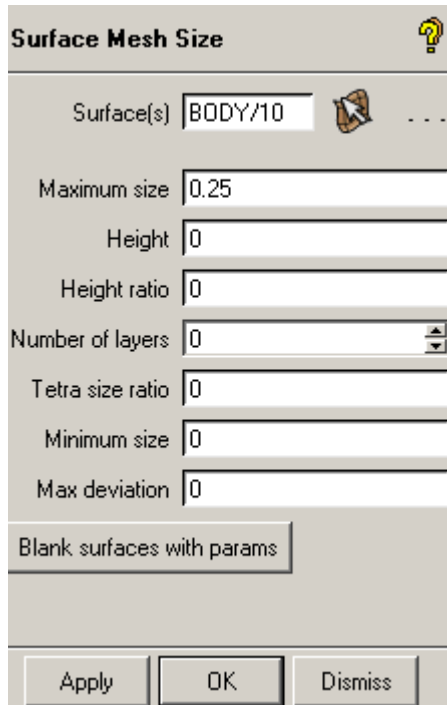 Surface Mesh Size
Surface(s) BODY/10 ...
Maximum size 0.25
Height 0
Height ratio 0
Number of layers 0
Tetra size ratio 0
Minimum size 0
Max deviation 0
Blank surfaces with params
Apply OK Dismiss